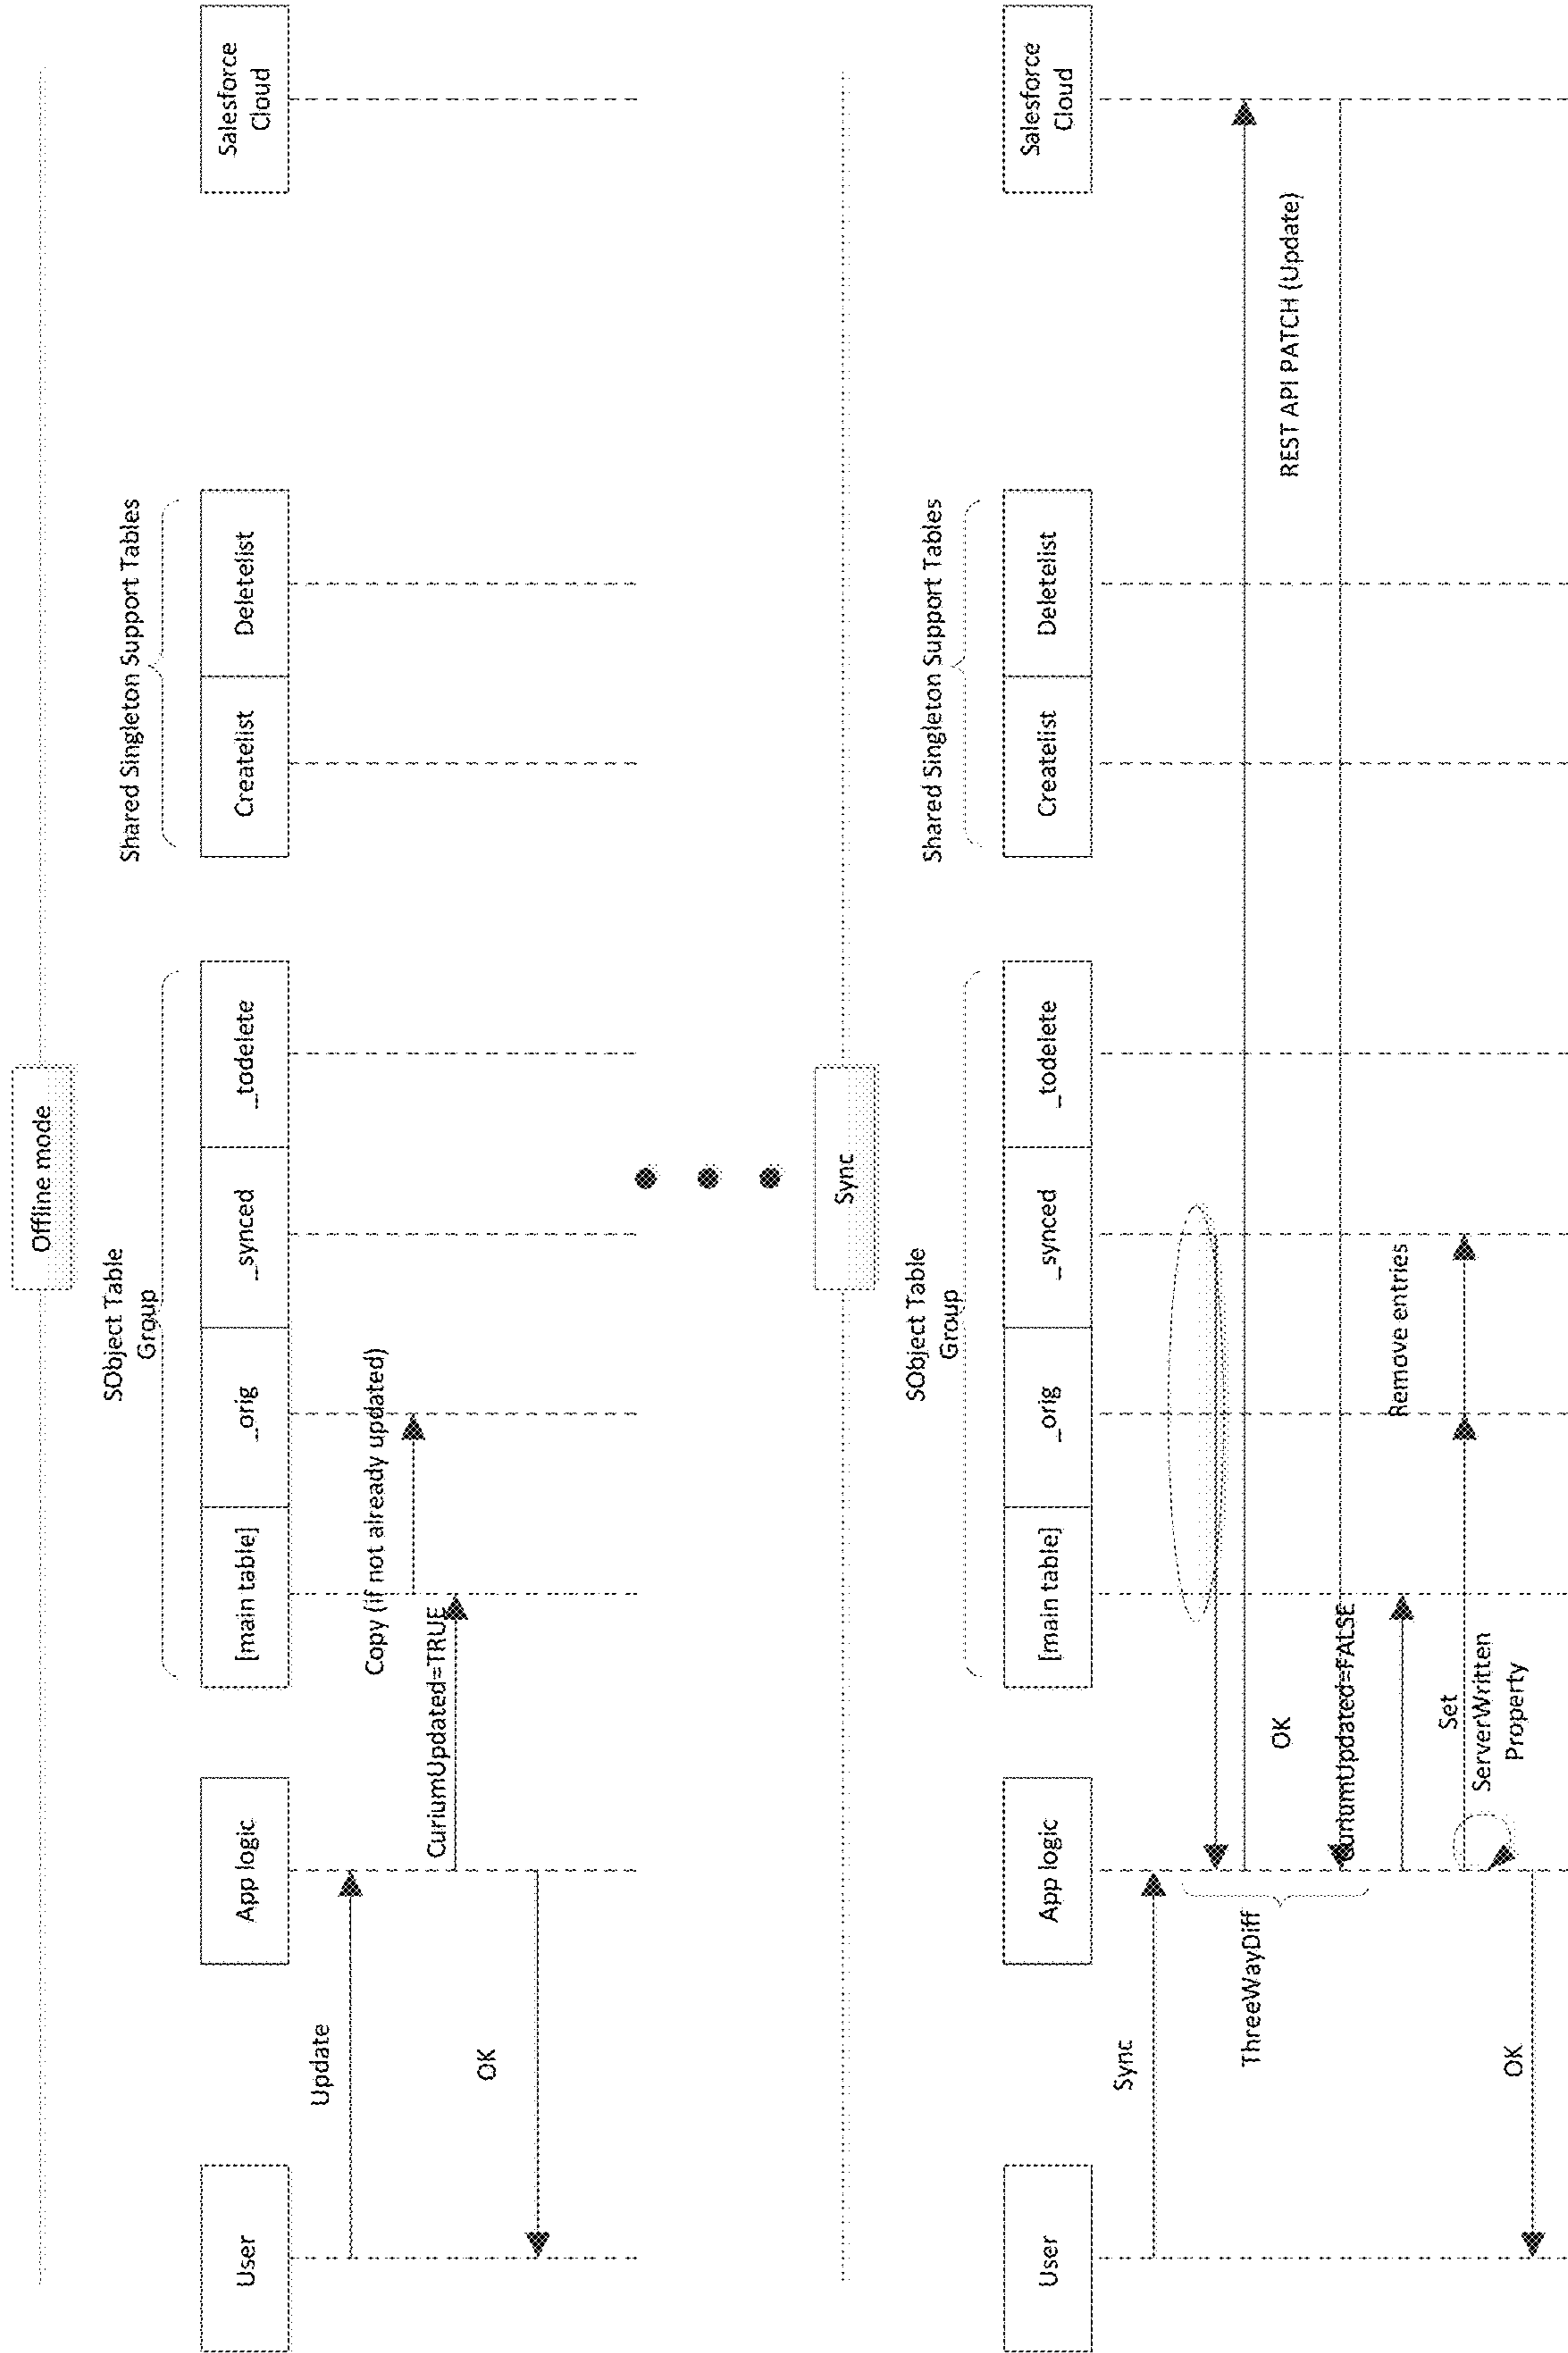 Offline mode
SObject Table
Group
Shared Singleton Support Tables
User
App logic
[main table]
_orig
_synced
_todelete
Createlist
Deletelist
Salesforce
Cloud
Update
Copy (if not already updated)
CuriumUpdated=TRUE
OK
Sync
SObject Table
Group
Shared Singleton Support Tables
User
App logic
[main table]
_orig
_synced
_todelete
Createlist
Deletelist
Salesforce
Cloud
Sync
ThreeWayDiff
REST API PATCH (Update)
OK
CuriumUpdated=FALSE
Remove entries
Set
ServerWritten
Property
OK